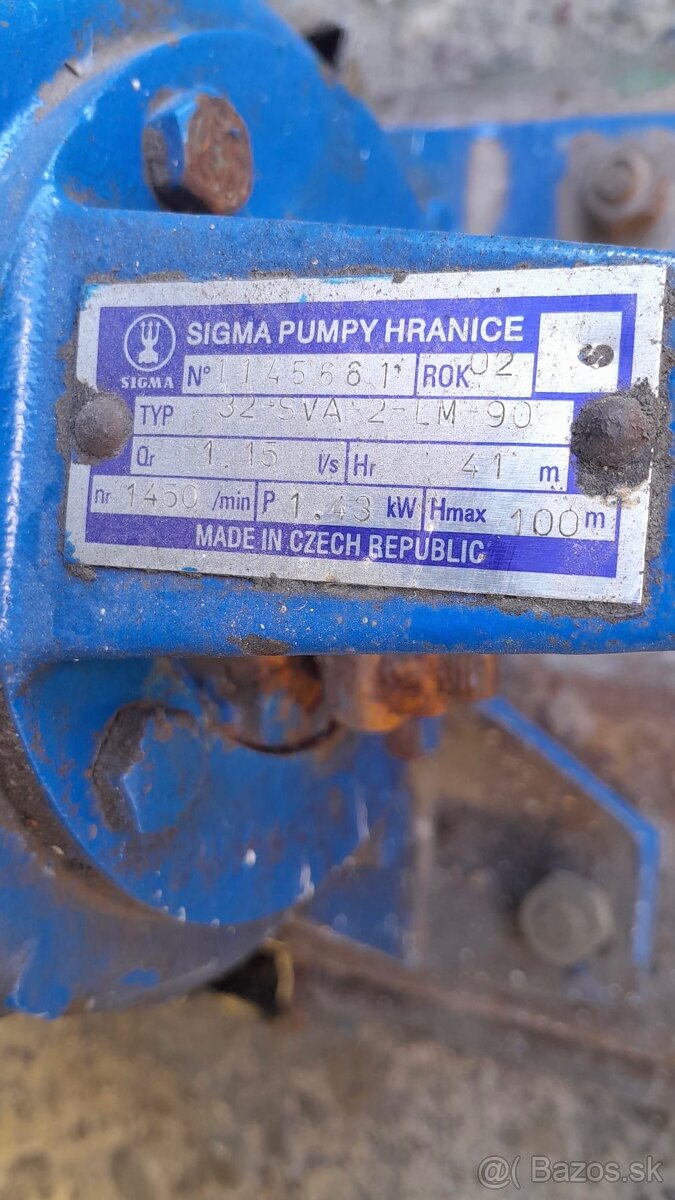 SIGMA PUMPY HRANICE
SIGMA
N° 1145661 ROK 02
TYP 32-SVA-2-LM-90
Qr 1.15 l/s Hr 41 m
nr 1450 /min P 1.43 kW Hmax 100 m
MADE IN CZECH REPUBLIC
@ Bazos.sk